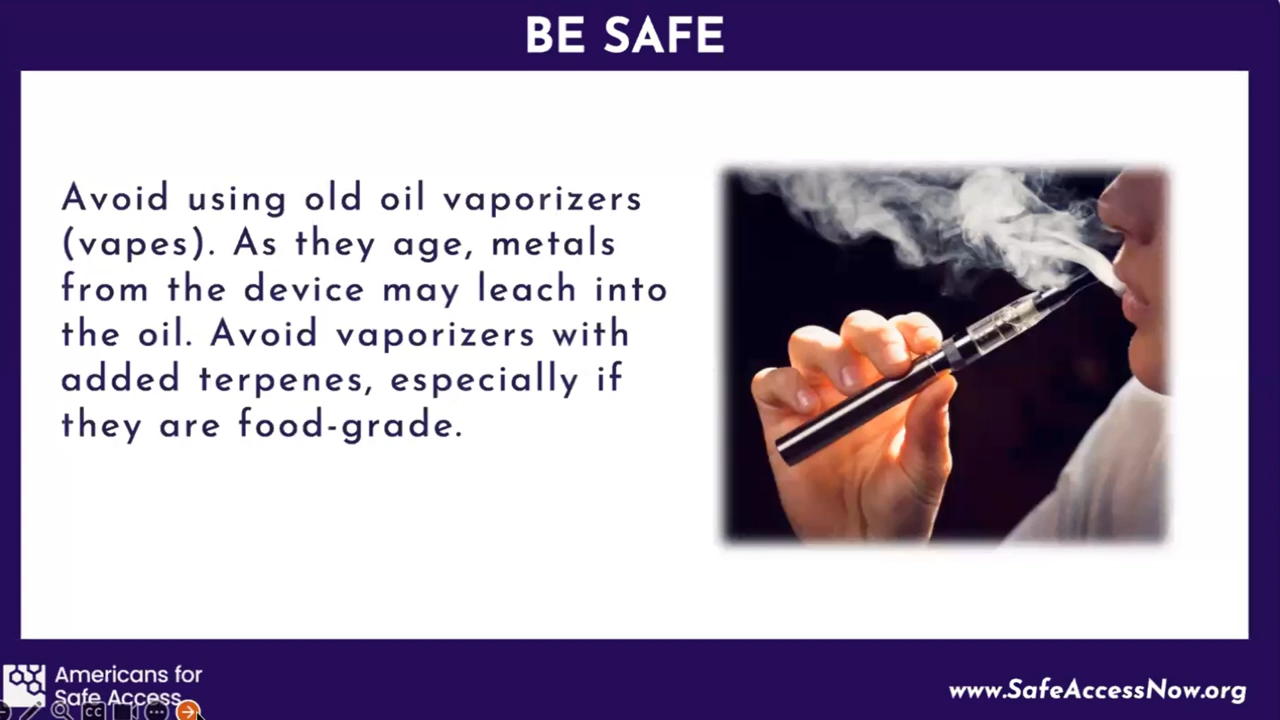 BE SAFE
Avoid using old oil vaporizers
(vapes). As they age, metals
from the device may leach into
the oil. Avoid vaporizers with
added terpenes, especially if
they are food-grade.
Americans for
Safe Access
CC
www.SafeAccessNow.org